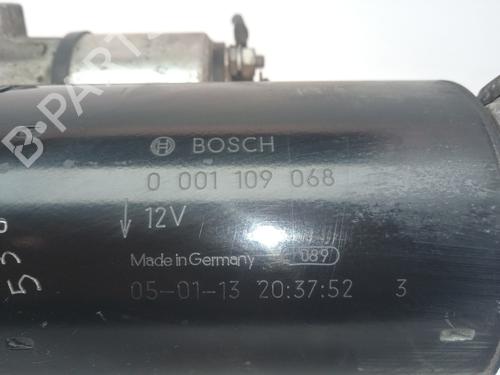 BOSCH
0 001 109 068
12V
Made in Germany 089
05-01-13 20:37:52 3